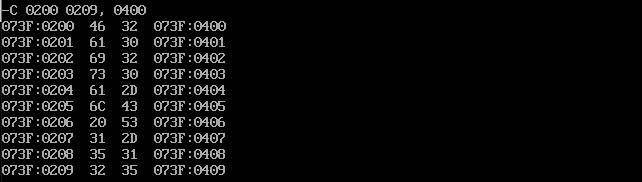 -C 0200 0209, 0400
073F:0200 46 32 073F:0400
073F:0201 61 30 073F:0401
073F:0202 69 32 073F:0402
073F:0203 73 30 073F:0403
073F:0204 61 2D 073F:0404
073F:0205 6C 43 073F:0405
073F:0206 20 53 073F:0406
073F:0207 31 2D 073F:0407
073F:0208 35 31 073F:0408
073F:0209 32 35 073F:0409